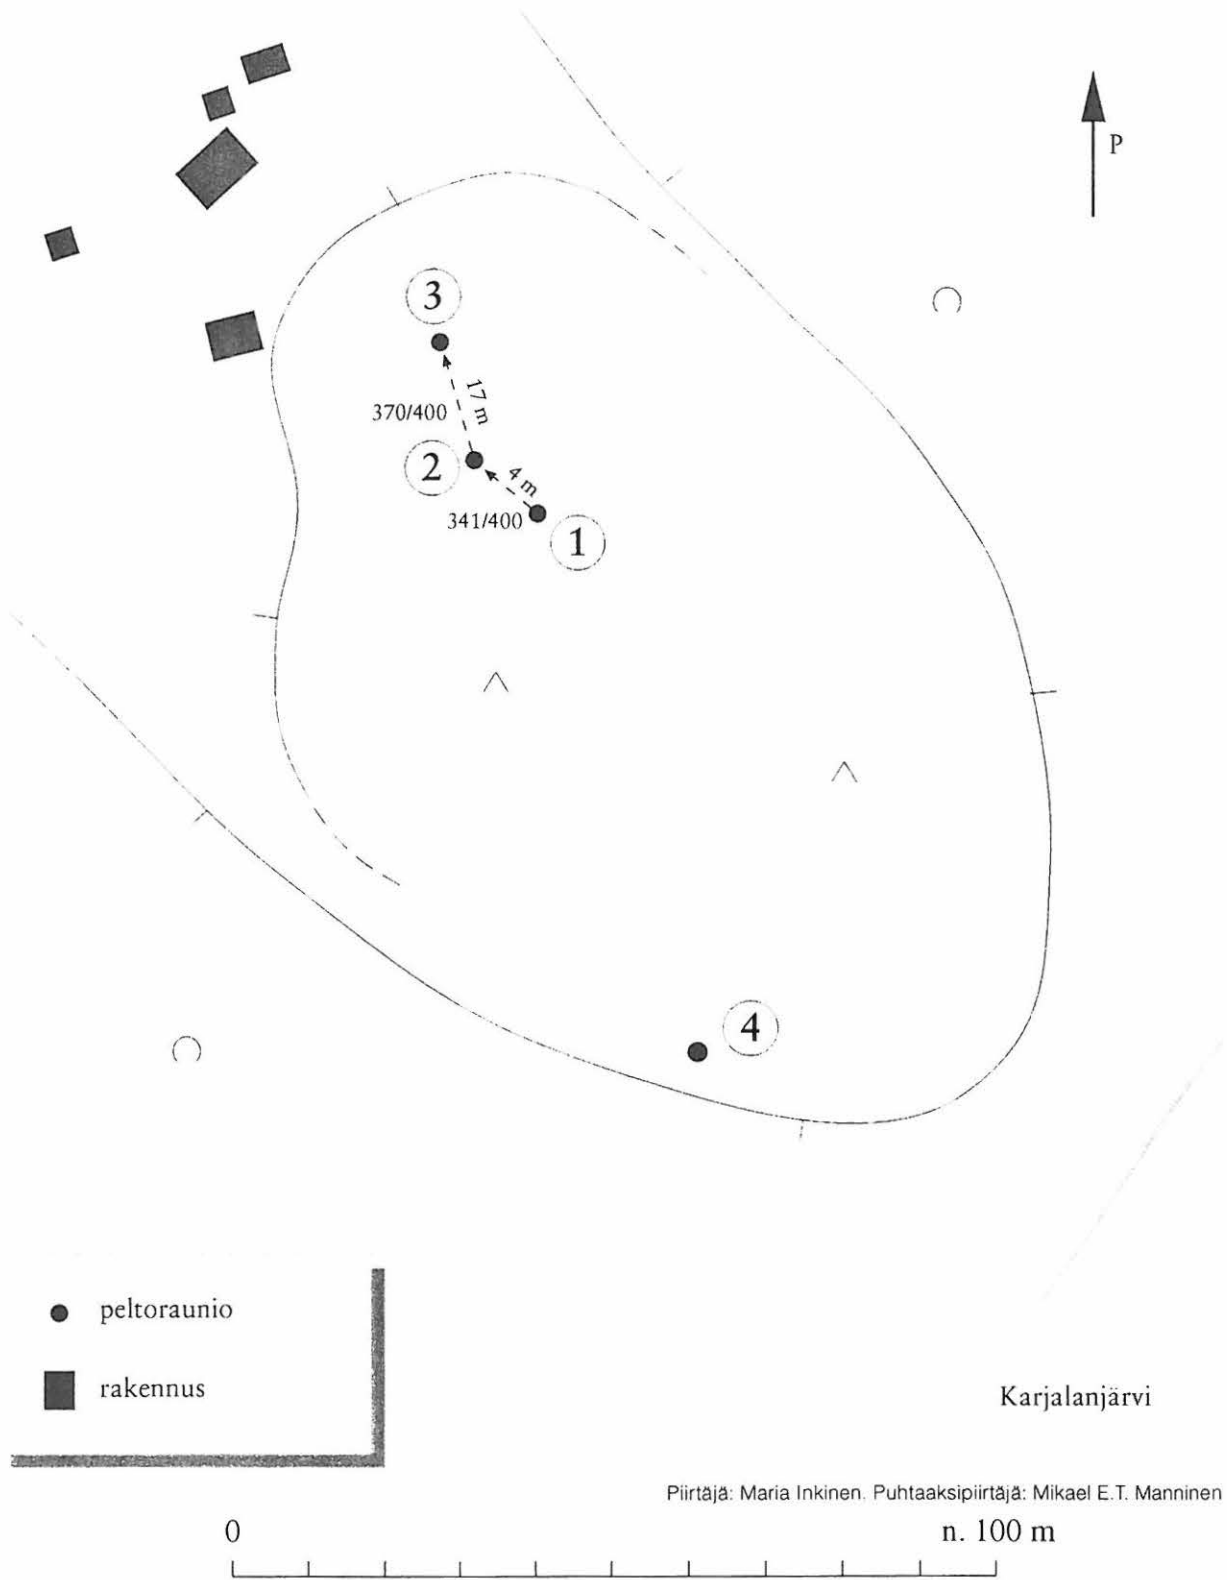 P
3
17 m
370/400
2
4 m
341/400
1
4
peltoraunio
rakennus
Karjalanjärvi
Piirtäjä: Maria Inkinen. Puhtaaksipiirtäjä: Mikael E.T. Manninen
0
n. 100 m